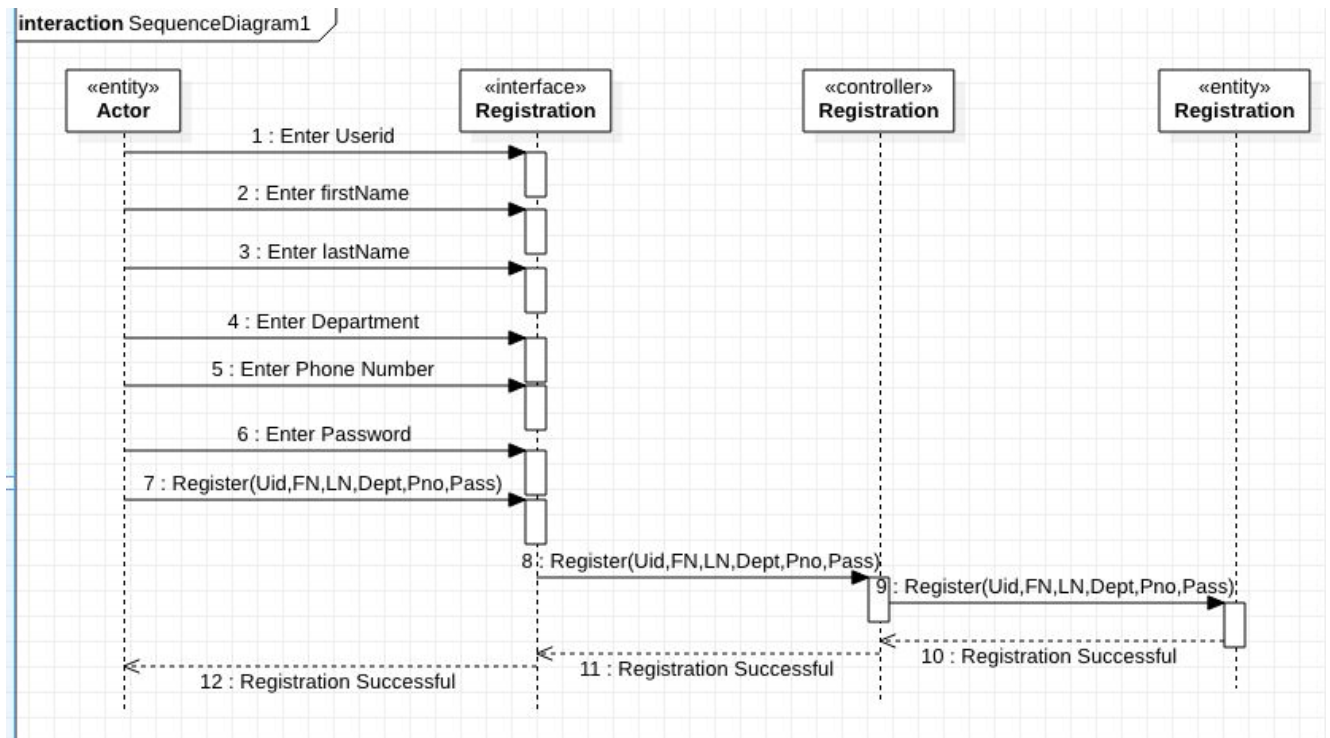 interaction SequenceDiagram1
«entity»
Actor
«interface»
Registration
«controller»
Registration
«entity»
Registration
1 : Enter Userid
2 : Enter firstName
3 : Enter lastName
4 : Enter Department
5 : Enter Phone Number
6 : Enter Password
7 : Register(Uid,FN,LN,Dept,Pno,Pass)
8 : Register(Uid,FN,LN,Dept,Pno,Pass)
9 : Register(Uid,FN,LN,Dept,Pno,Pass)
10 : Registration Successful
11 : Registration Successful
12 : Registration Successful